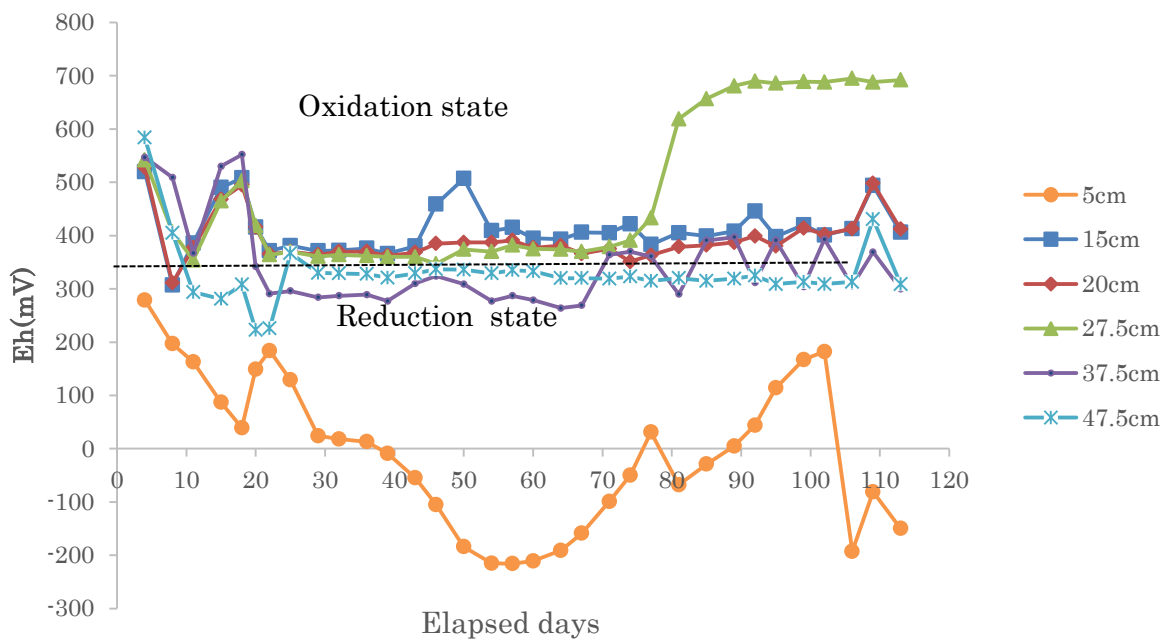 800
700
600
500
400
300
200
100
0
-100
-200
-300
Eh(mV)
0 10 20 30 40 50 60 70 80 90 100 110 120
Elapsed days
Oxidation state
Reduction state
5cm
15cm
20cm
27.5cm
37.5cm
47.5cm